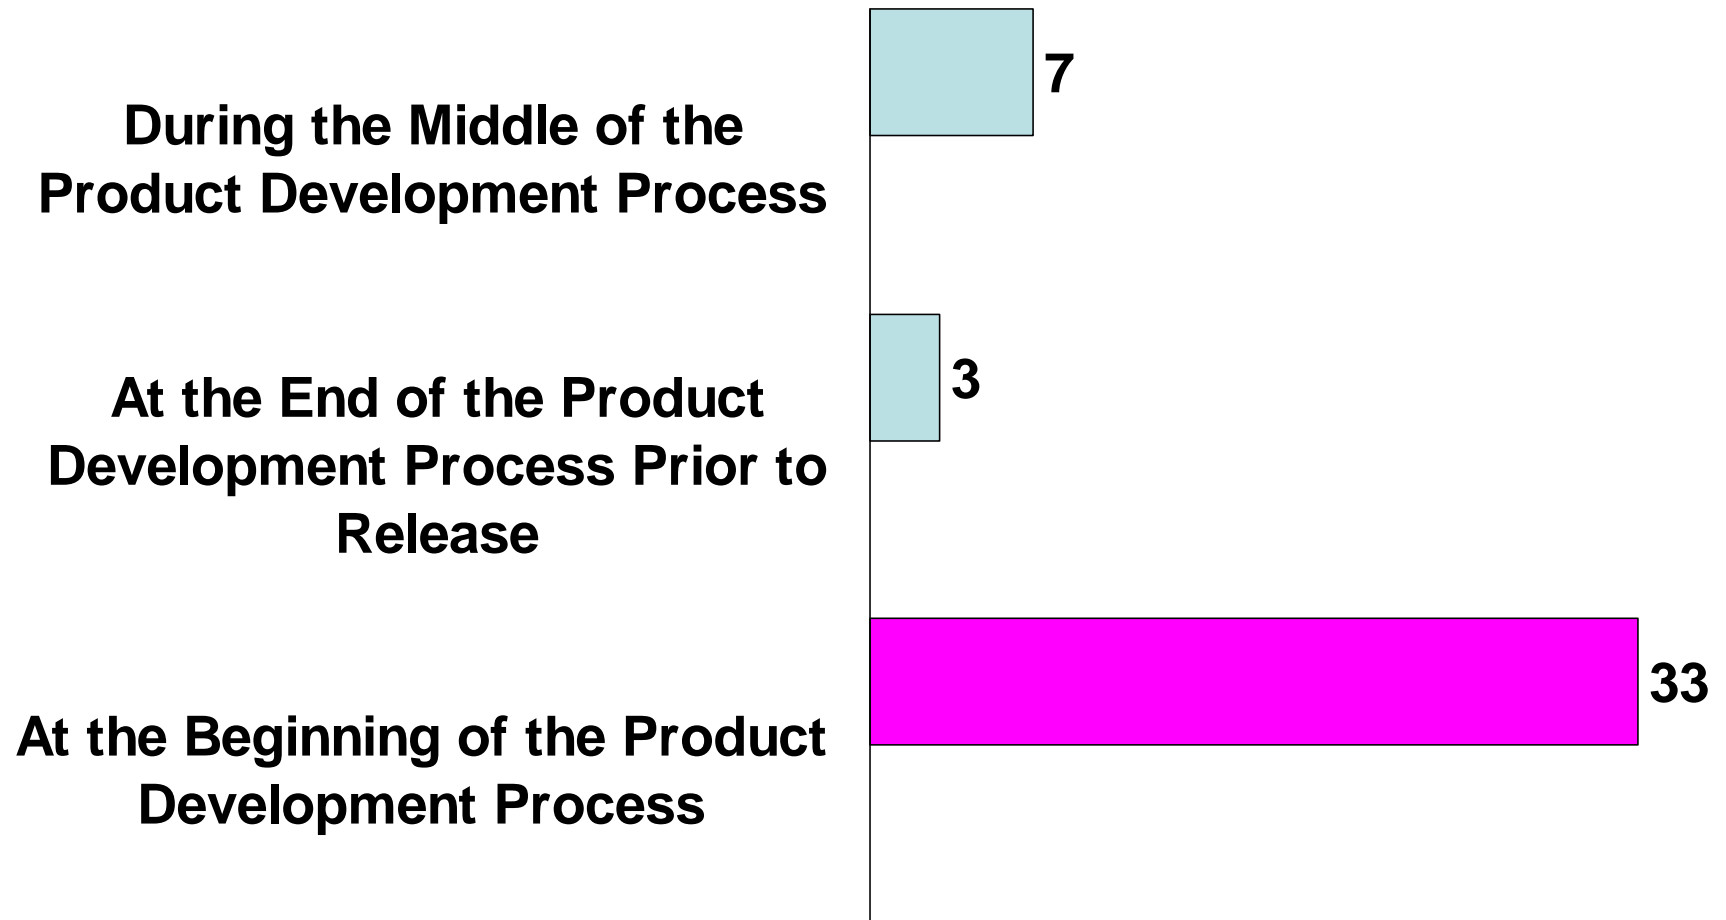 7
During the Middle of the
Product Development Process
3
At the End of the Product
Development Process Prior to
Release
33
At the Beginning of the Product
Development Process